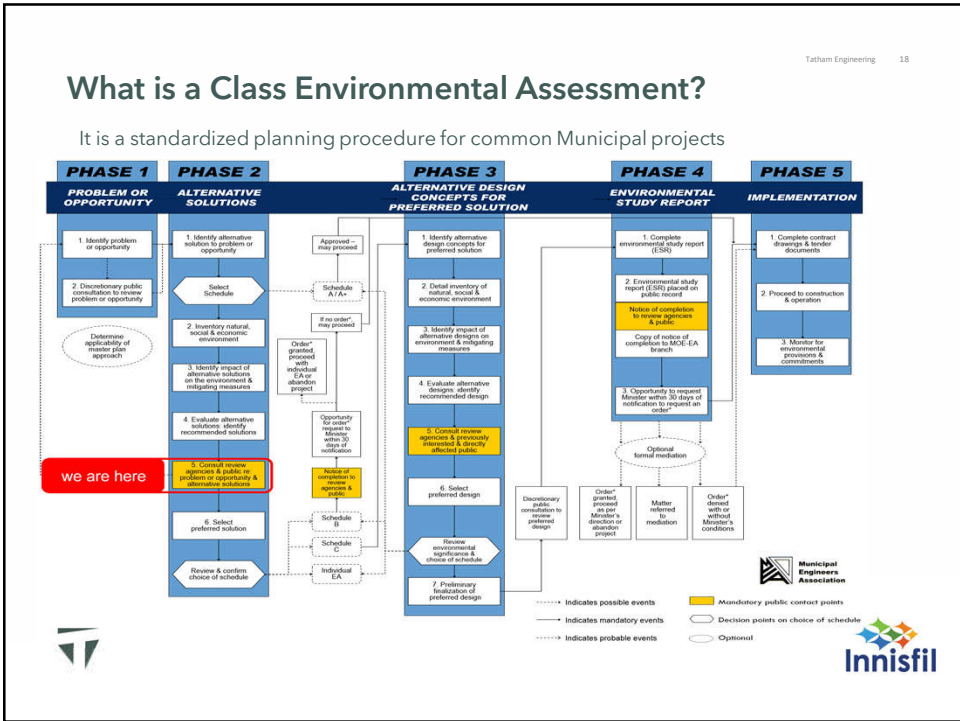 Tatham Engineering 18
What is a Class Environmental Assessment?
It is a standardized planning procedure for common Municipal projects
PHASE 1
PROBLEM OR
OPPORTUNITY
1. Identify problem
or opportunity
2. Discretionary public
consultation to review
problem or opportunity
Determine
applicability of
master plan
approach
we are here
PHASE 2
ALTERNATIVE
SOLUTIONS
1. Identify alternative
solution to problem or
opportunity
Select
Schedule
2. Inventory natural,
social & economic
environment
3. Identify impact of
alternative solutions
on the environment &
mitigating measures
4. Evaluate alternative
solutions: identify
recommended solutions
5. Consult review
agencies & public re:
problem or opportunity &
alternative solutions
6. Select
preferred solution
Review & confirm
choice of schedule
Approved –
may proceed
Schedule
A / A+
If no order*,
may proceed
Order*
granted,
proceed
with
individual
EA or
abandon
project
Opportunity
for order*
request to
Minister
within 30
days of
notification
Notice of
completion to
review
agencies &
public
Schedule
B
Schedule
C
Individual
EA
PHASE 3
ALTERNATIVE DESIGN
CONCEPTS FOR
PREFERRED SOLUTION
1. Identify alternative
design concepts for
preferred solution
2. Detail inventory of
natural, social &
economic environment
3. Identify impact of
alternative designs on
environment & mitigating
measures
4. Evaluate alternative
designs: identify
recommended design
5. Consult review
agencies & previously
interested & directly
affected public
6. Select
preferred design
Review
environmental
significance &
choice of schedule
7. Preliminary
finalization of
preferred design
Discretionary
public
consultation to
review
preferred
design
PHASE 4
ENVIRONMENTAL
STUDY REPORT
1. Complete
environmental study report
(ESR)
2. Environmental study
report (ESR) placed on
public record
Notice of completion
to review agencies
& public
Copy of notice of
completion to MOE-EA
branch
3. Opportunity to request
Minister within 30 days of
notification to request an
order*
Optional
formal mediation
Order*
granted,
proceed
as per
Minister's
direction or
abandon
project
Matter
referred
to
mediation
Order*
denied with
or without
Minister's
conditions
PHASE 5
IMPLEMENTATION
1. Complete contract
drawings & tender
documents
2. Proceed to construction
& operation
3. Monitor for
environmental
provisions &
commitments
Municipal
Engineers
Association
Indicates possible events
Indicates mandatory events
Indicates probable events
Mandatory public contact points
Decision points on choice of schedule
Optional
Innisfil